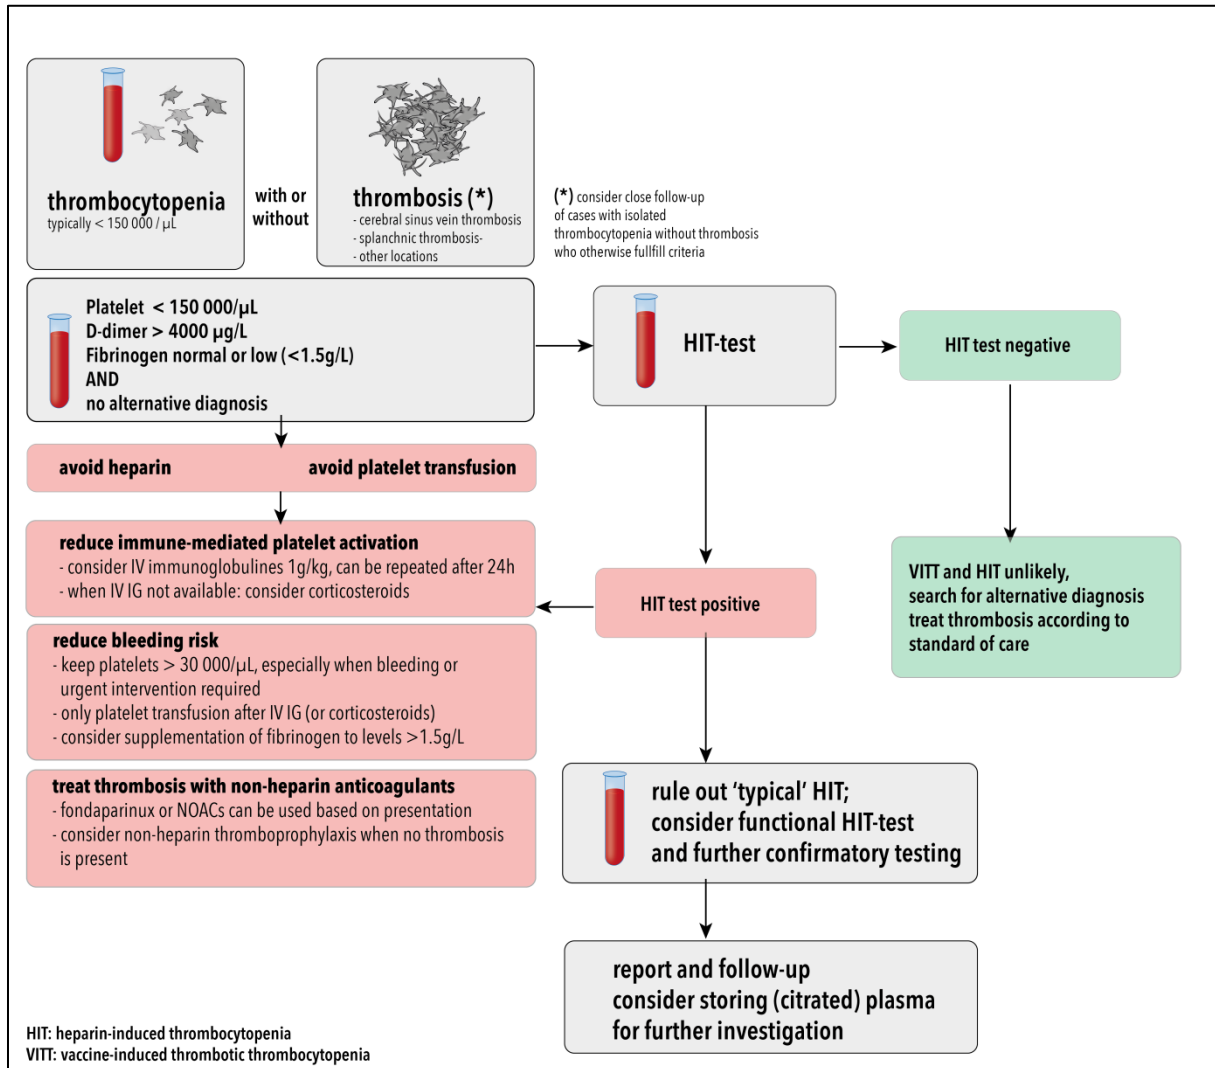 thrombocytopenia
typically < 150 000 / µL
with or
without
thrombosis (*)
- cerebral sinus vein thrombosis
- splanchnic thrombosis-
- other locations
(*) consider close follow-up
of cases with isolated
thrombocytopenia without thrombosis
who otherwise fullfill criteria
Platelet < 150 000/µL
D-dimer > 4000 µg/L
Fibrinogen normal or low (<1.5g/L)
AND
no alternative diagnosis
HIT-test
HIT test negative
avoid heparin
avoid platelet transfusion
reduce immune-mediated platelet activation
- consider IV immunoglobulines 1g/kg, can be repeated after 24h
- when IV IG not available: consider corticosteroids
HIT test positive
VITT and HIT unlikely,
search for alternative diagnosis
treat thrombosis according to
standard of care
reduce bleeding risk
- keep platelets > 30 000/µL, especially when bleeding or
urgent intervention required
- only platelet transfusion after IV IG (or corticosteroids)
- consider supplementation of fibrinogen to levels >1.5g/L
treat thrombosis with non-heparin anticoagulants
- fondaparinux or NOACs can be used based on presentation
- consider non-heparin thromboprophylaxis when no thrombosis
is present
rule out ‘typical’ HIT;
consider functional HIT-test
and further confirmatory testing
report and follow-up
consider storing (citrated) plasma
for further investigation
HIT: heparin-induced thrombocytopenia
VITT: vaccine-induced thrombotic thrombocytopenia